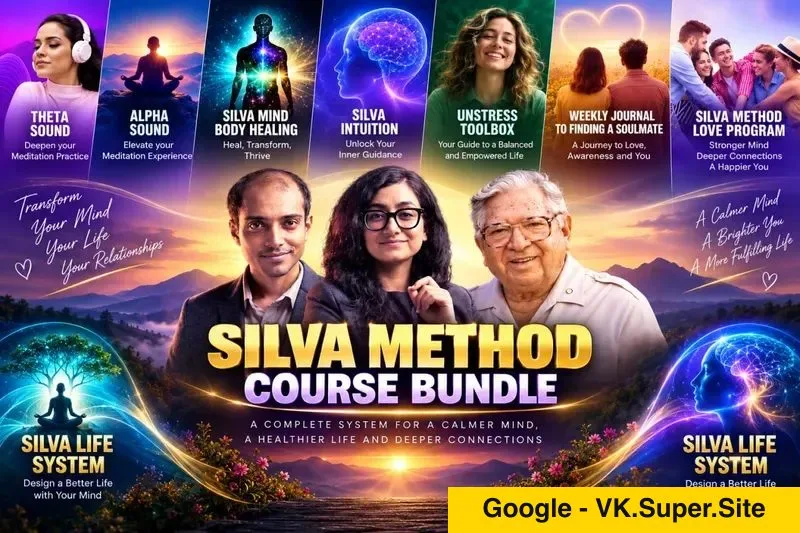 THETA
SOUND
Deepen your
Meditation Practice
ALPHA
SOUND
Elevate your
Meditation Experience
SILVA MIND
BODY HEALING
Heal, Transform,
Thrive
SILVA
INTUITION
Unlock Your
Inner Guidance
UNSTRESS
TOOLBOX
Your Guide to a Balanced
and Empowered Life
WEEKLY JOURNAL
TO FINDING A SOULMATE
A Journey to Love,
Awareness and You
SILVA METHOD
LOVE PROGRAM
Stronger Mind
Deeper Connections
A Happier You
Transform
Your Mind
Your Life
Your Relationships
A Calmer Mind
A Brighter You
A More Fulfilling Life
SILVA METHOD
COURSE BUNDLE
A COMPLETE SYSTEM FOR A CALMER MIND,
A HEALTHIER LIFE AND DEEPER CONNECTIONS
SILVA LIFE
SYSTEM
Design a Better Life
with Your Mind
SILVA LIFE
SYSTEM
Design a Better Life
Google - VK.Super.Site